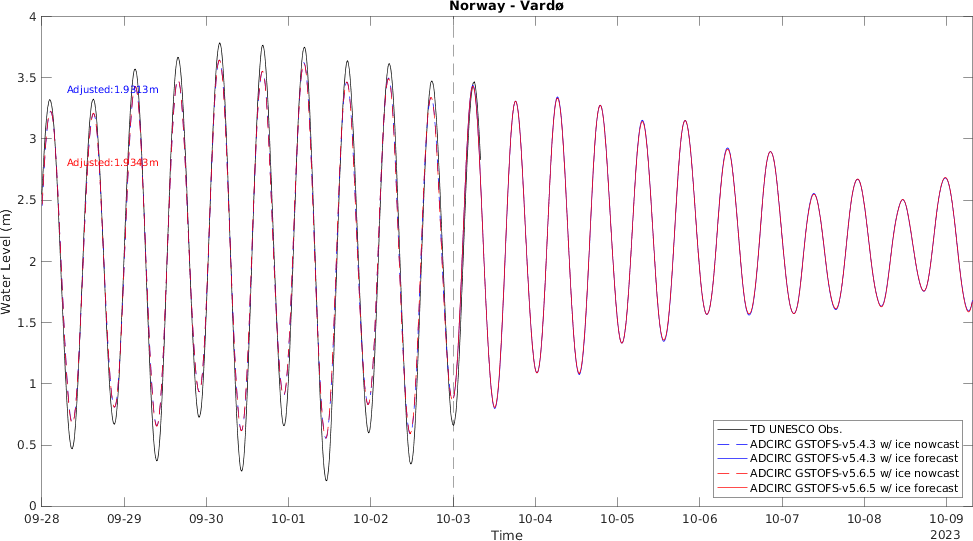 Norway - Vardø
4
3.5
3
2.5
2
1.5
1
0.5
0
Water Level (m)
Adjusted:1.9313m
Adjusted:1.9343m
TD UNESCO Obs.
ADCIRC GSTOFS-v5.4.3 w/ ice nowcast
ADCIRC GSTOFS-v5.4.3 w/ ice forecast
ADCIRC GSTOFS-v5.6.5 w/ ice nowcast
ADCIRC GSTOFS-v5.6.5 w/ ice forecast
09-28 09-29 09-30 10-01 10-02 10-03 10-04 10-05 10-06 10-07 10-08 10-09
2023
Time